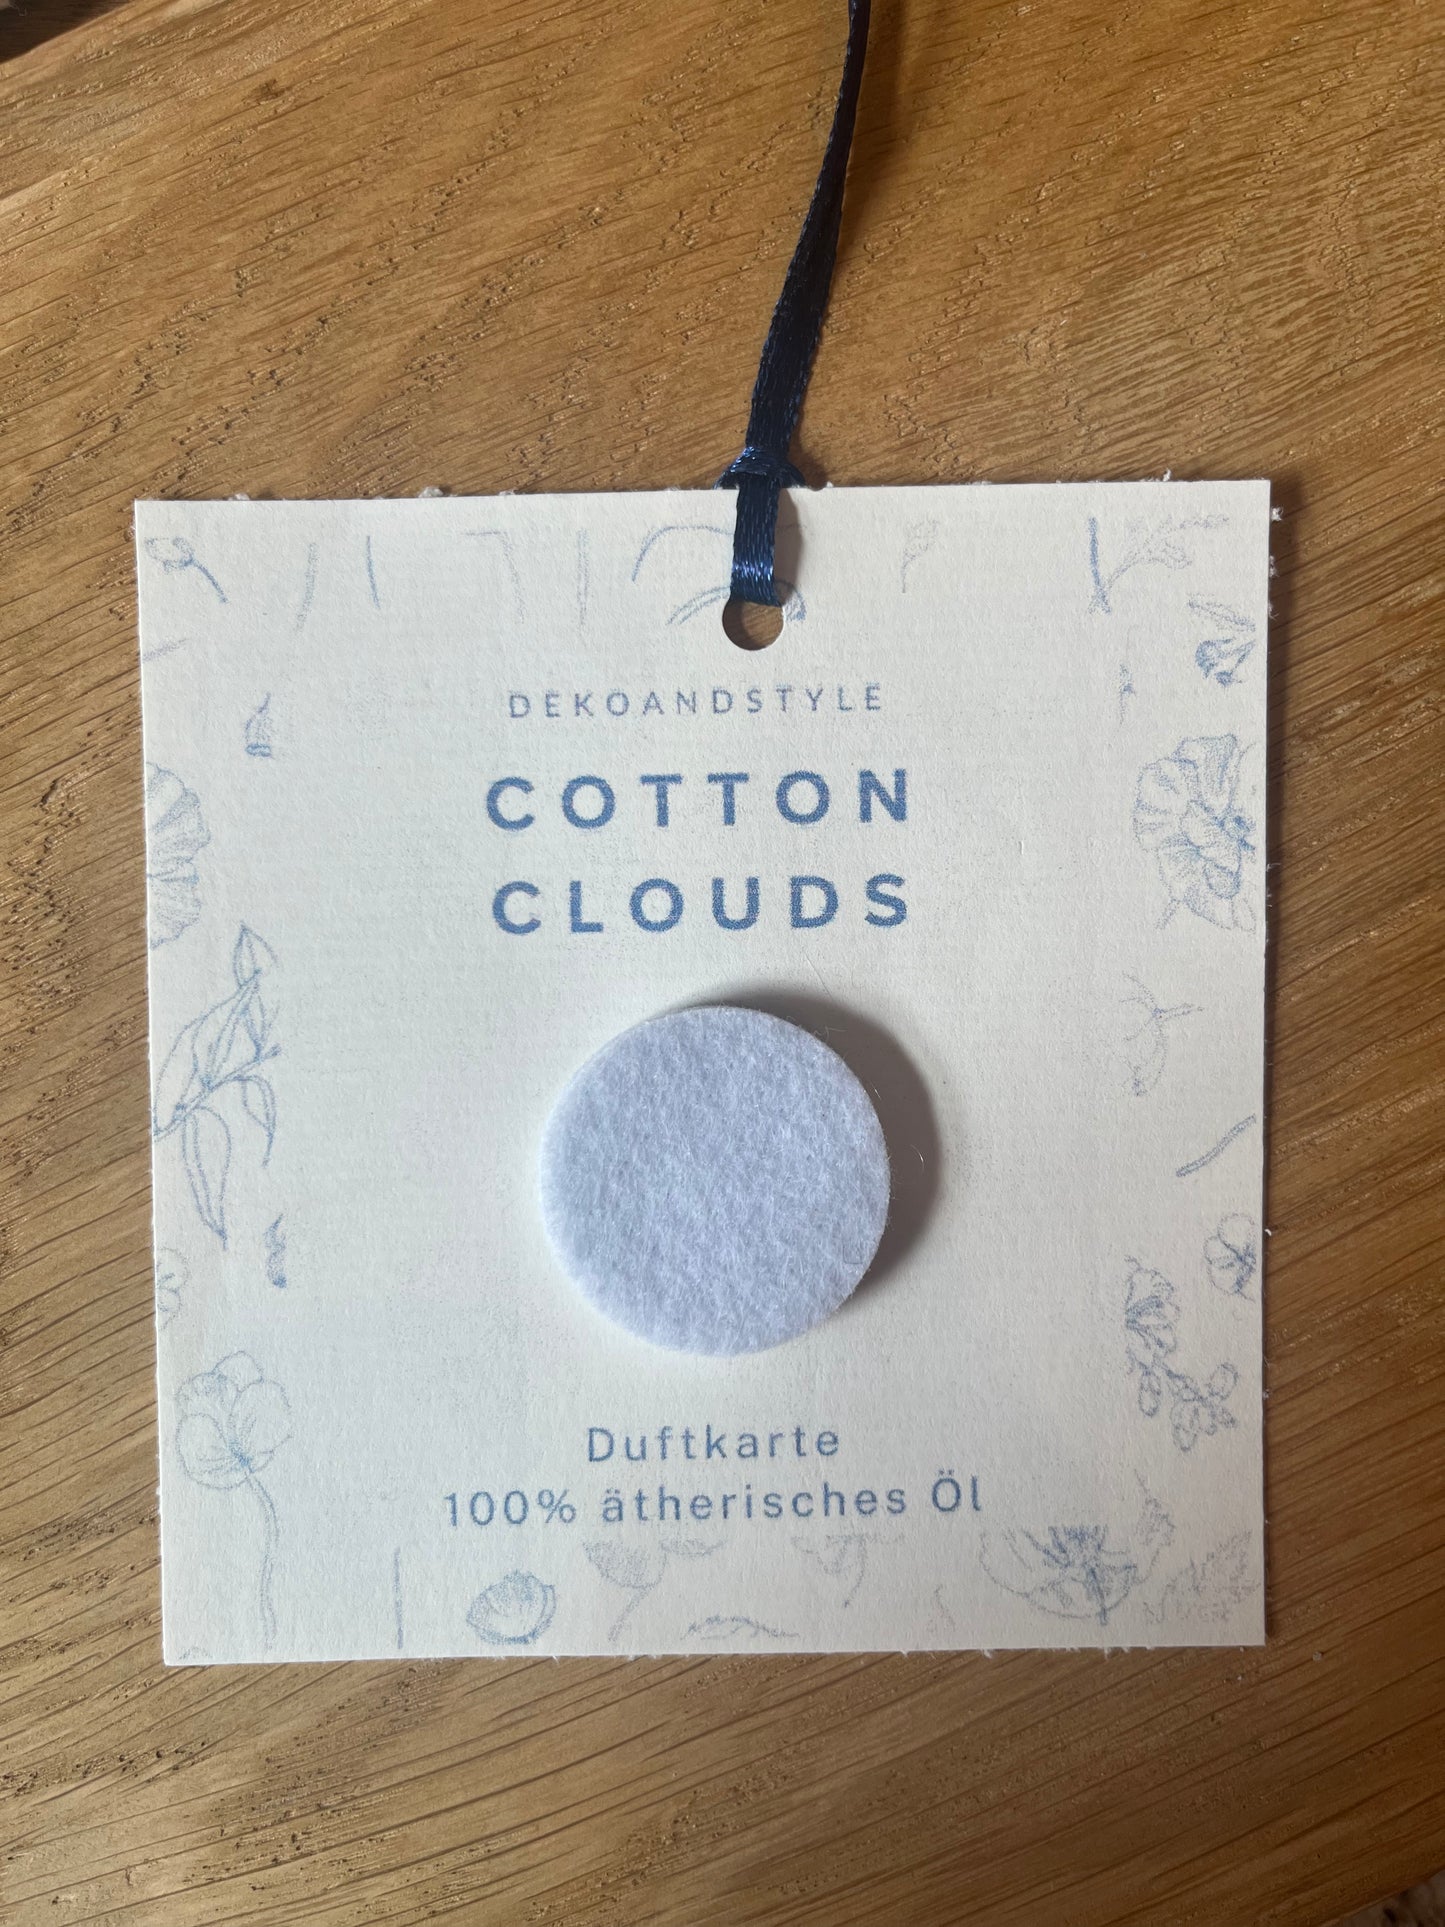 DEKOANDSTYLE
COTTON
CLOUDS
Duftkarte
100% ätherisches Öl